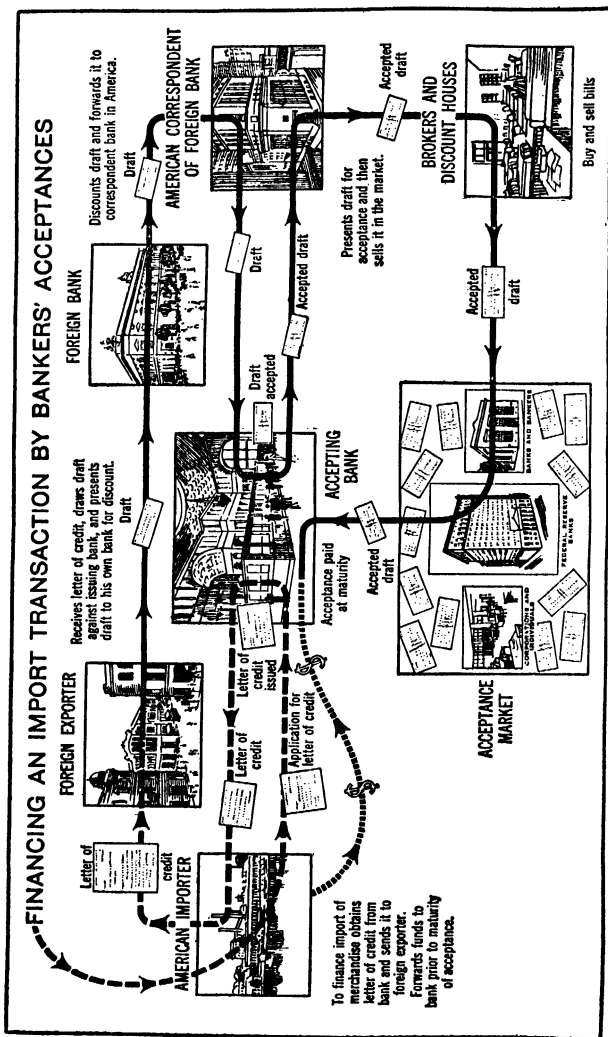 FINANCING AN IMPORT TRANSACTION BY BANKERS' ACCEPTANCES
Letter of
credit
FOREIGN EXPORTER
Receives letter of credit, draws draft
against issuing bank, and presents
draft to his own bank for discount.
Draft
FOREIGN BANK
Draft
Discounts draft and forwards it to
correspondent bank in America.
AMERICAN CORRESPONDENT
OF FOREIGN BANK
AMERICAN IMPORTER
Letter of
credit
Letter of
credit
issued
Application for
letter of credit
Draft
accepted
ACCEPTING
BANK
Draft
Accepted draft
Accepted
draft
To finance import of
merchandise obtains
letter of credit from
bank and sends it to
foreign exporter.
Forwards funds to
bank prior to maturity
of acceptance.
$
$
Acceptance paid
at maturity
Accepted
draft
Presents draft for
acceptance and then
sells it in the market.
BROKERS AND
DISCOUNT HOUSES
ACCEPTANCE
MARKET
CORPORATIONS AND
INDIVIDUALS
FEDERAL RESERVE
BANKS
BANKS AND BANKERS
Accepted
draft
Buy and sell bills